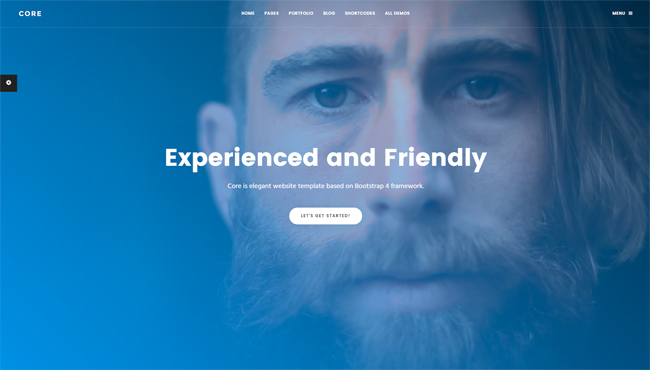 CORE
HOME PAGES PORTFOLIO BLOG SHORTCODES ALL DEMOS
MENU
Experienced and Friendly
Core is elegant website template based on Bootstrap 4 framework.
LET'S GET STARTED!